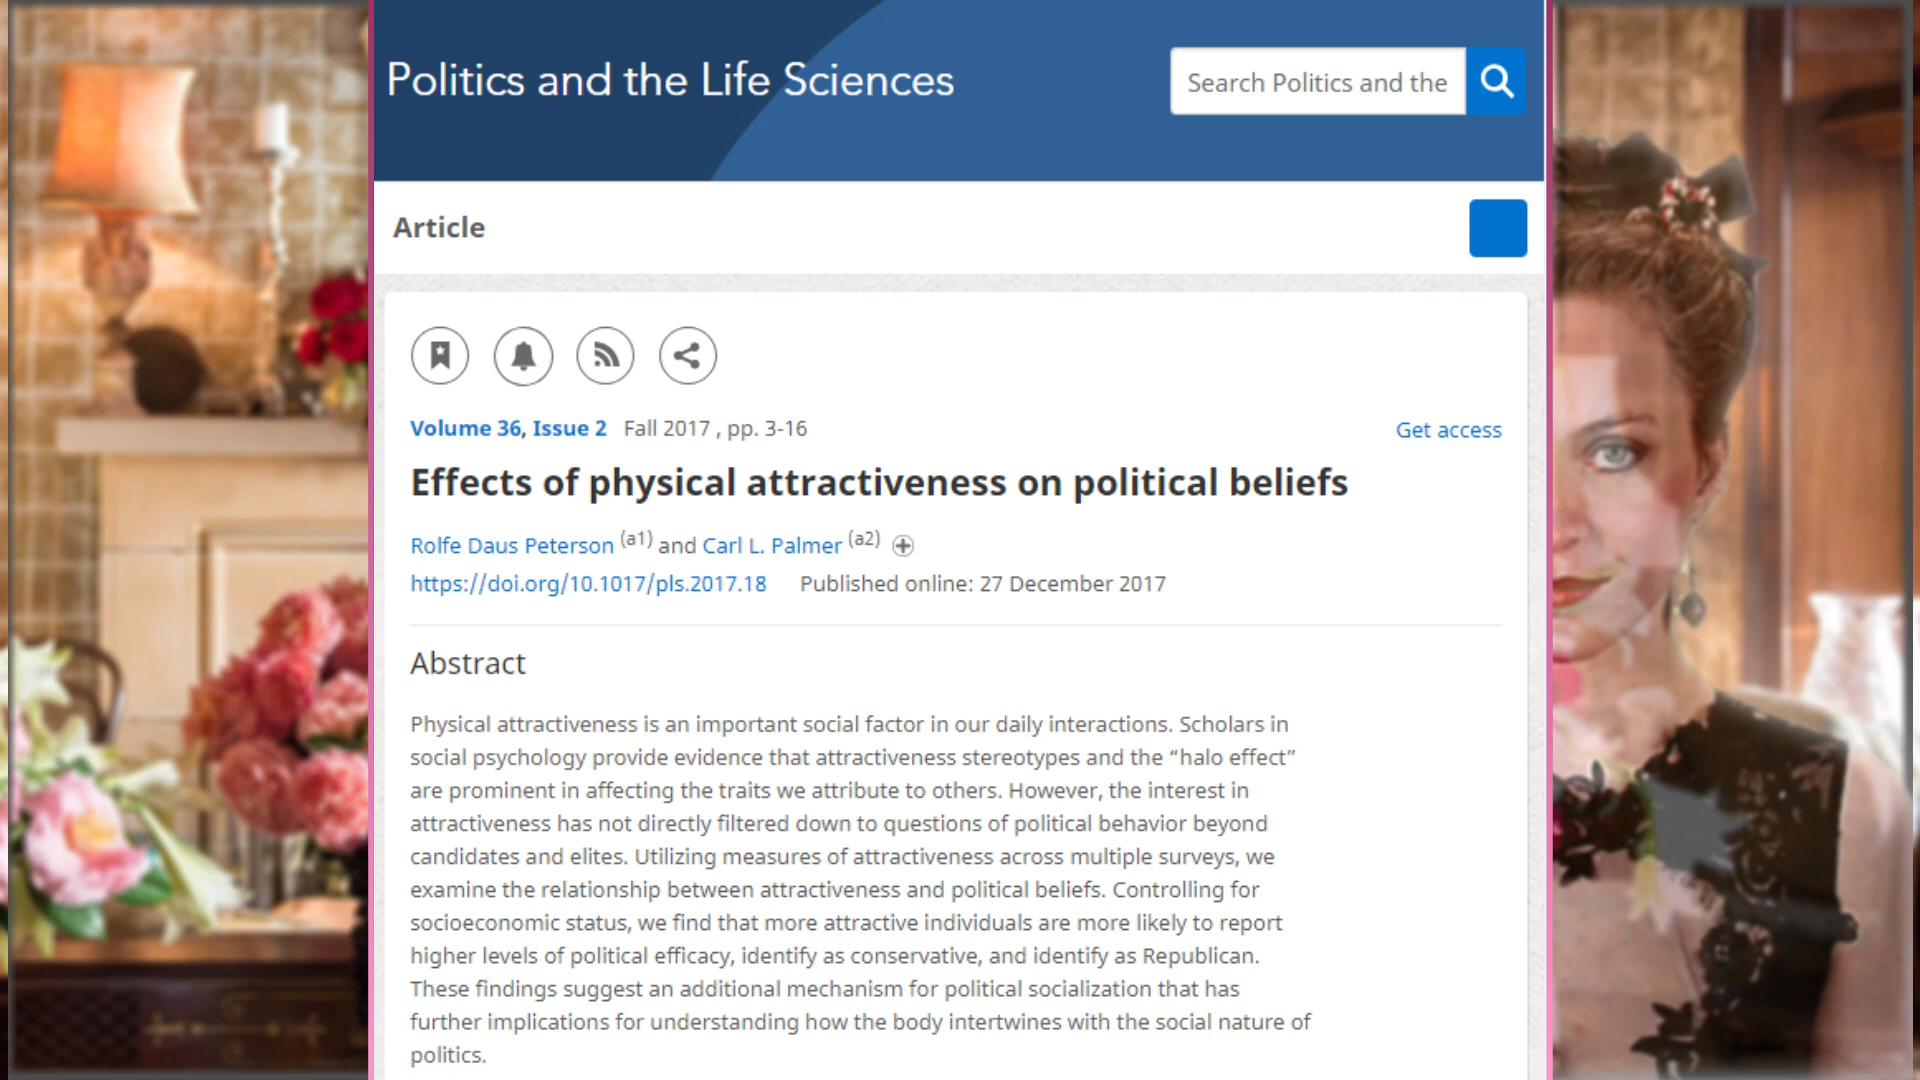 Politics and the Life Sciences
Search Politics and the
Article
Volume 36, Issue 2 Fall 2017 , pp. 3-16
Get access
Effects of physical attractiveness on political beliefs
Rolfe Daus Peterson (a1) and Carl L. Palmer (a2)
https://doi.org/10.1017/pls.2017.18 Published online: 27 December 2017
Abstract
Physical attractiveness is an important social factor in our daily interactions. Scholars in
social psychology provide evidence that attractiveness stereotypes and the “halo effect”
are prominent in affecting the traits we attribute to others. However, the interest in
attractiveness has not directly filtered down to questions of political behavior beyond
candidates and elites. Utilizing measures of attractiveness across multiple surveys, we
examine the relationship between attractiveness and political beliefs. Controlling for
socioeconomic status, we find that more attractive individuals are more likely to report
higher levels of political efficacy, identify as conservative, and identify as Republican.
These findings suggest an additional mechanism for political socialization that has
further implications for understanding how the body intertwines with the social nature of
politics.